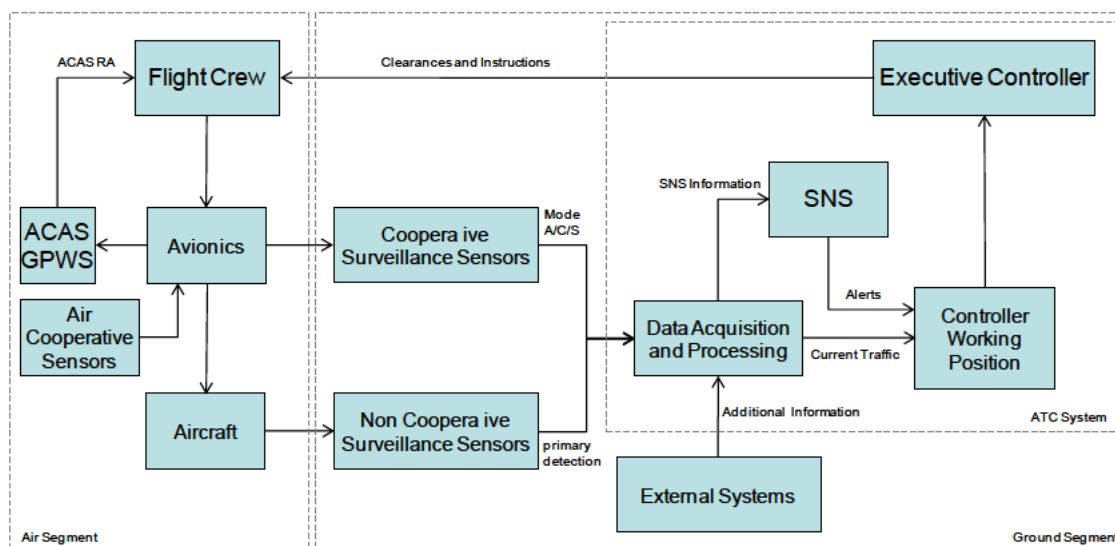 ACAS RA
Flight Crew
Clearances and Instructions
Executive Controller
SNS Information
SNS
ACAS
GPWS
Avionics
Coopera ive
Surveillance Sensors
Mode
A/C/S
Air
Cooperative
Sensors
Alerts
Data Acquisition
and Processing
Current Traffic
Controller
Working
Position
Aircraft
Non Coopera ive
Surveillance Sensors
primary
detection
Additional Information
ATC System
External Systems
Air Segment
Ground Segment